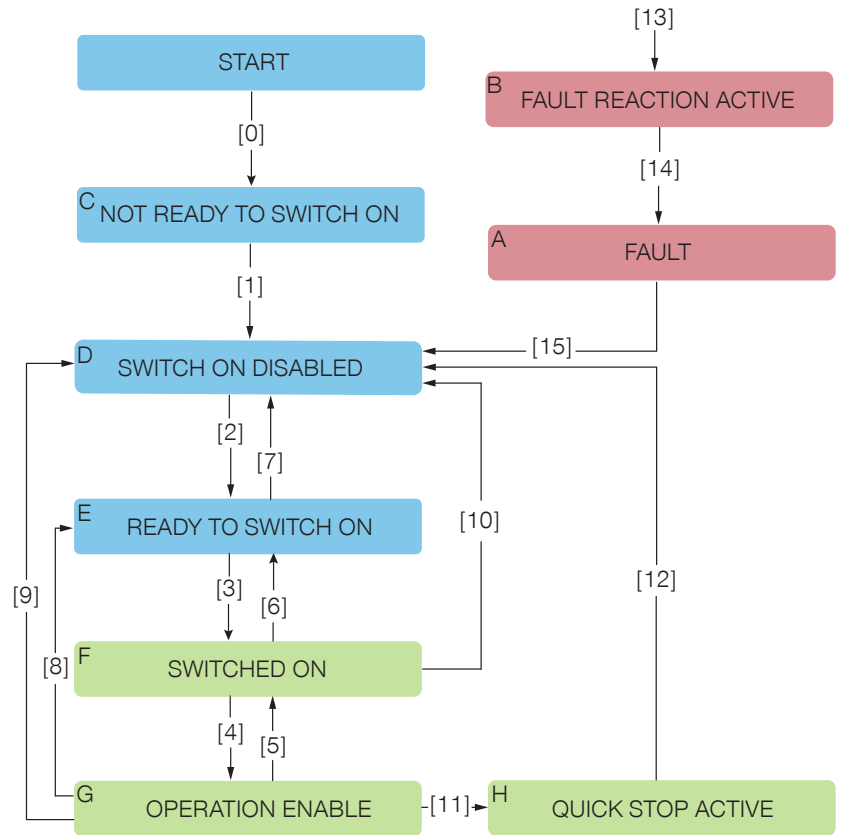 [13]
START
B
FAULT REACTION ACTIVE
[0]
[14]
C
NOT READY TO SWITCH ON
A
FAULT
[1]
[15]
D
SWITCH ON DISABLED
[2]
[7]
E
READY TO SWITCH ON
[10]
[3]
[6]
[9]
[12]
[8]
F
SWITCHED ON
[4]
[5]
G
OPERATION ENABLE
[11]
H
QUICK STOP ACTIVE